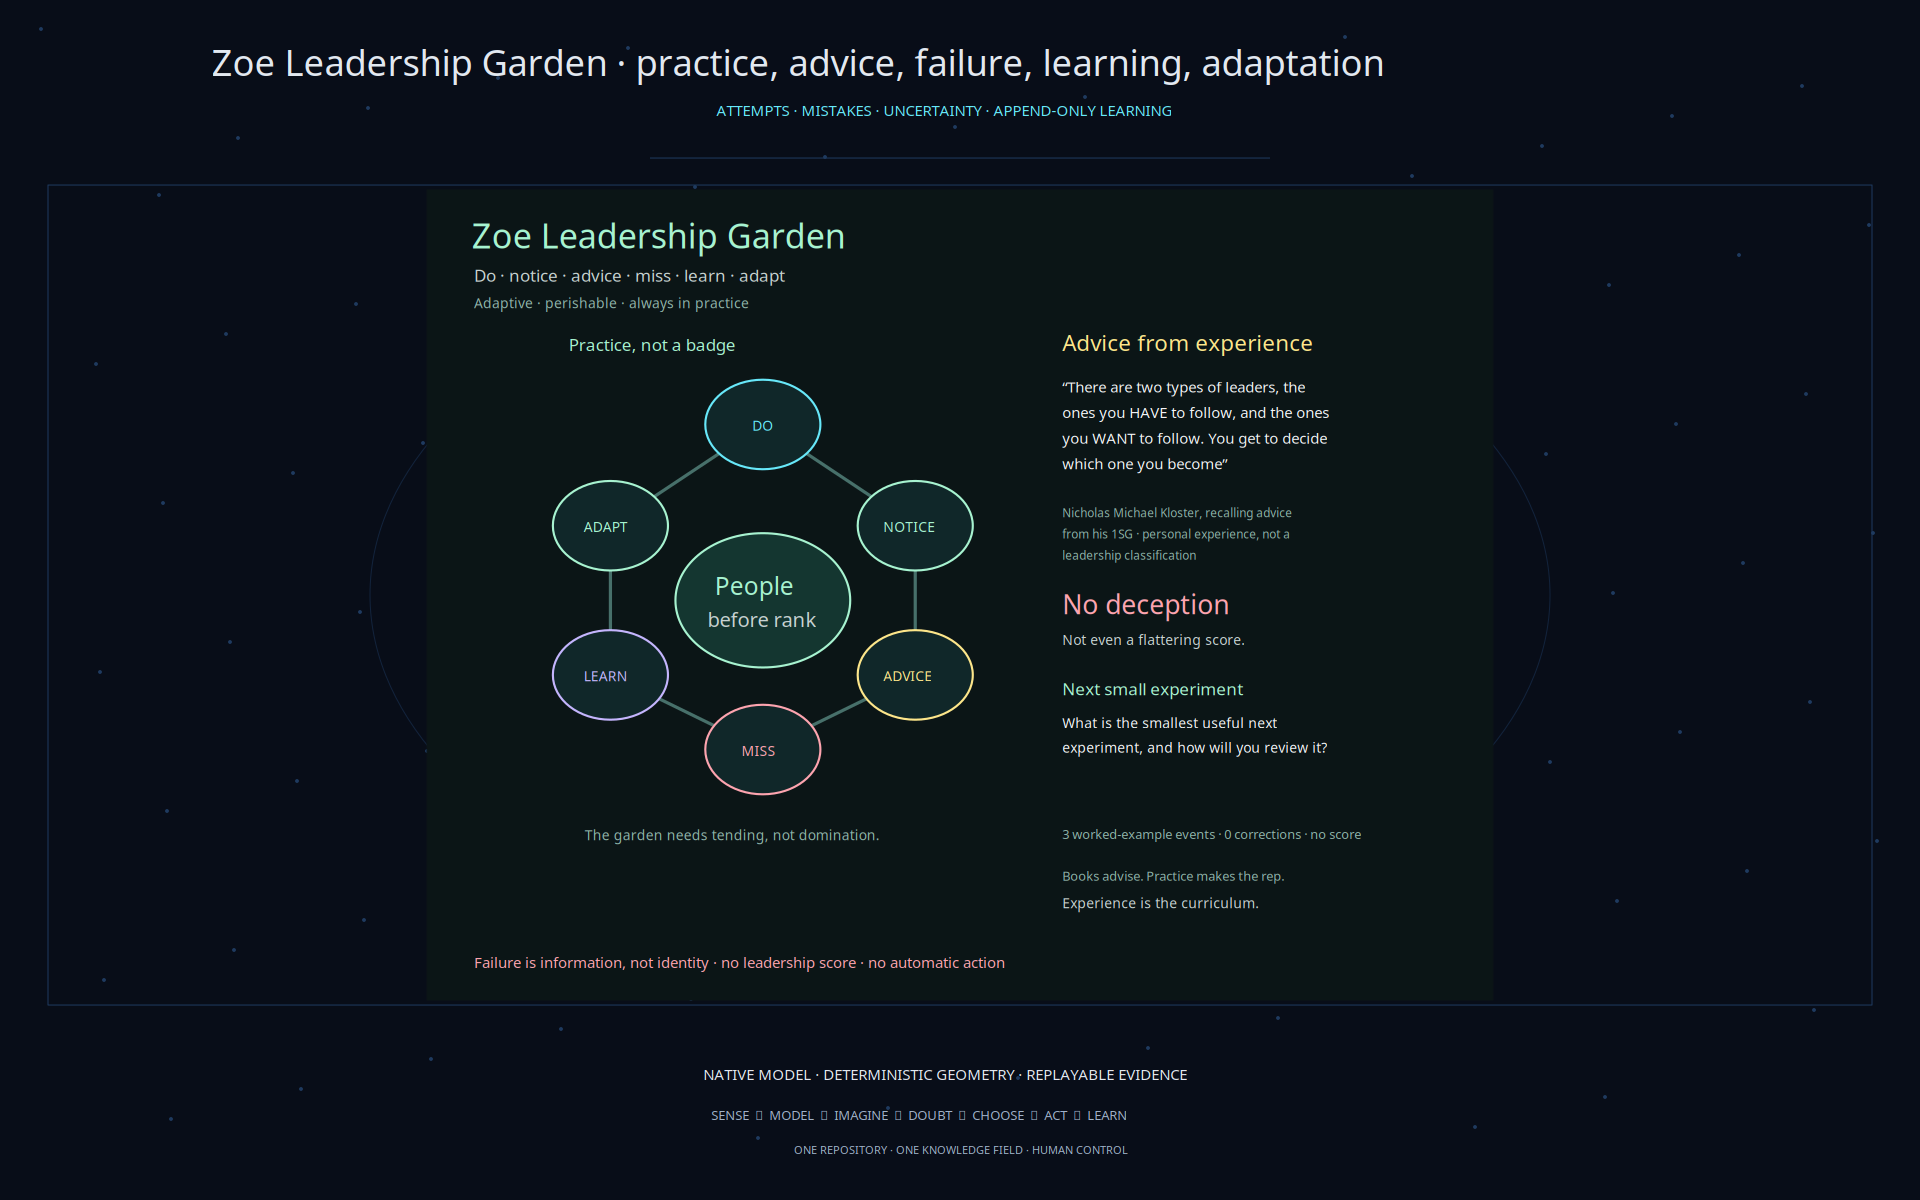 Zoe Leadership Garden · practice, advice, failure, learning, adaptation
ATTEMPTS · MISTAKES · UNCERTAINTY · APPEND-ONLY LEARNING
Zoe Leadership Garden
Do · notice · advice · miss · learn · adapt
Adaptive · perishable · always in practice
Practice, not a badge
DO
ADAPT
NOTICE
People
before rank
LEARN
ADVICE
MISS
The garden needs tending, not domination.
Advice from experience
“There are two types of leaders, the
ones you HAVE to follow, and the ones
you WANT to follow. You get to decide
which one you become”
Nicholas Michael Kloster, recalling advice
from his 1SG · personal experience, not a
leadership classification
No deception
Not even a flattering score.
Next small experiment
What is the smallest useful next
experiment, and how will you review it?
3 worked-example events · 0 corrections · no score
Books advise. Practice makes the rep.
Experience is the curriculum.
Failure is information, not identity · no leadership score · no automatic action
NATIVE MODEL · DETERMINISTIC GEOMETRY · REPLAYABLE EVIDENCE
SENSE MODEL IMAGINE DOUBT CHOOSE ACT LEARN
ONE REPOSITORY · ONE KNOWLEDGE FIELD · HUMAN CONTROL